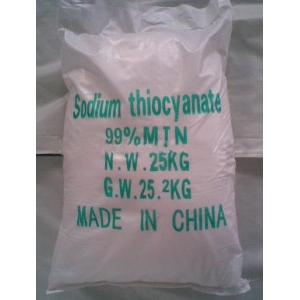 Sodium thiocyanate
99%MIN
N.W.25KG
G.W.25.2KG
MADE IN CHINA